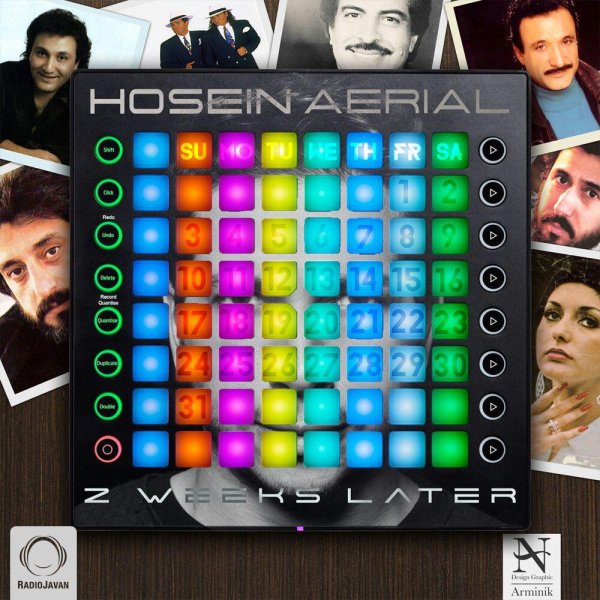 HOSEIN AERIAL
Shift SU MO TU WE TH FR SA
Click 1 2
Redo
Undo 3 4 5 6 7 8 9
Delete 10 11 12 13 14 15 16
Record
Quantise
Quantise 17 18 19 20 21 22 23
Duplicate 24 25 26 27 28 29 30
Double 31
2 WEEKS LATER
RADIOJAVAN
AN
Design Graphic
Arminik